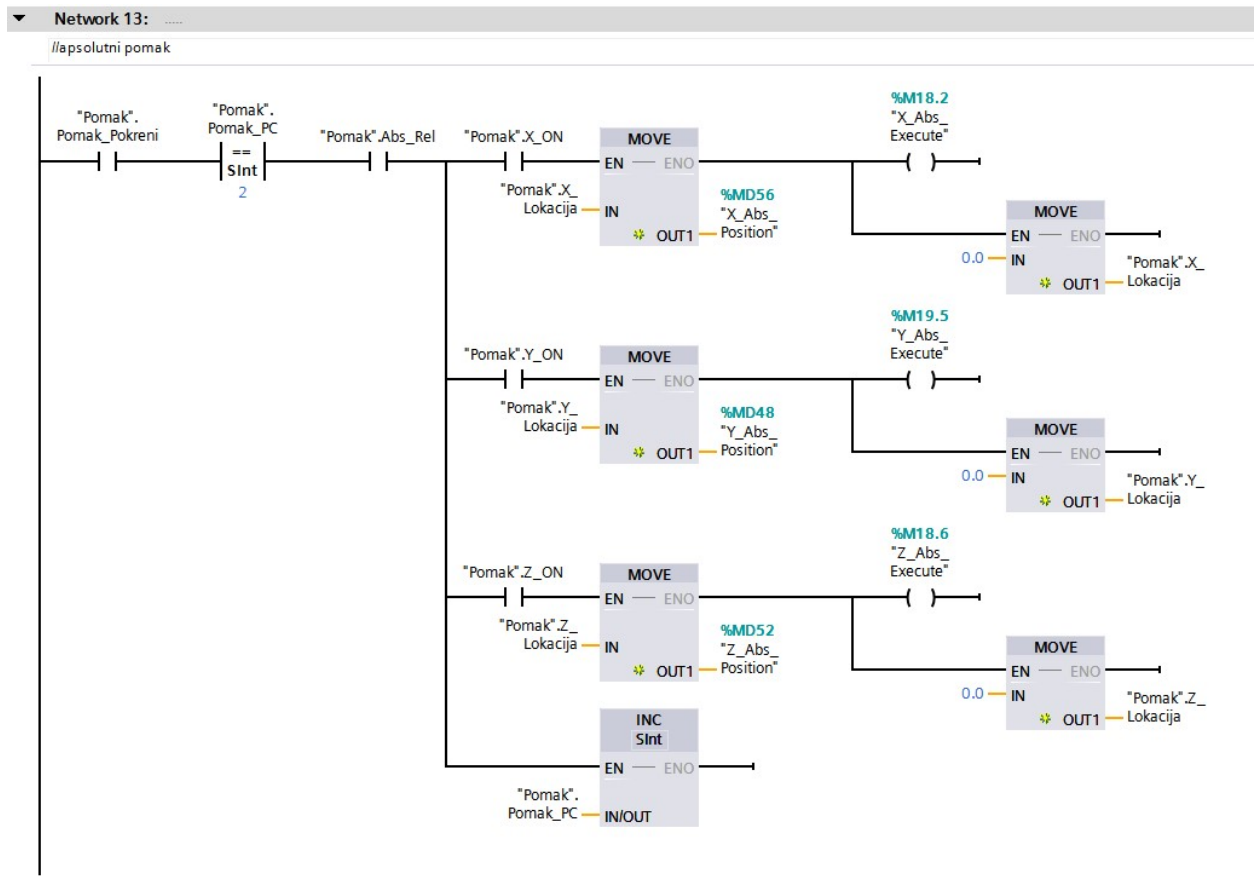 Network 13: .....
//apsolutni pomak
"Pomak".
Pomak_Pokreni
"Pomak".
Pomak_PC
==
SInt
2
"Pomak".Abs_Rel
"Pomak".X_ON
MOVE
EN
ENO
"Pomak".X_
Lokacija
IN
OUT1
%MD56
"X_Abs_
Position"
%M18.2
"X_Abs_
Execute"
MOVE
EN
ENO
0.0
IN
OUT1
"Pomak".X_
Lokacija
"Pomak".Y_ON
MOVE
EN
ENO
"Pomak".Y_
Lokacija
IN
OUT1
%MD48
"Y_Abs_
Position"
%M19.5
"Y_Abs_
Execute"
MOVE
EN
ENO
0.0
IN
OUT1
"Pomak".Y_
Lokacija
"Pomak".Z_ON
MOVE
EN
ENO
"Pomak".Z_
Lokacija
IN
OUT1
%MD52
"Z_Abs_
Position"
%M18.6
"Z_Abs_
Execute"
MOVE
EN
ENO
0.0
IN
OUT1
"Pomak".Z_
Lokacija
INC
SInt
EN
ENO
"Pomak".
Pomak_PC
IN/OUT